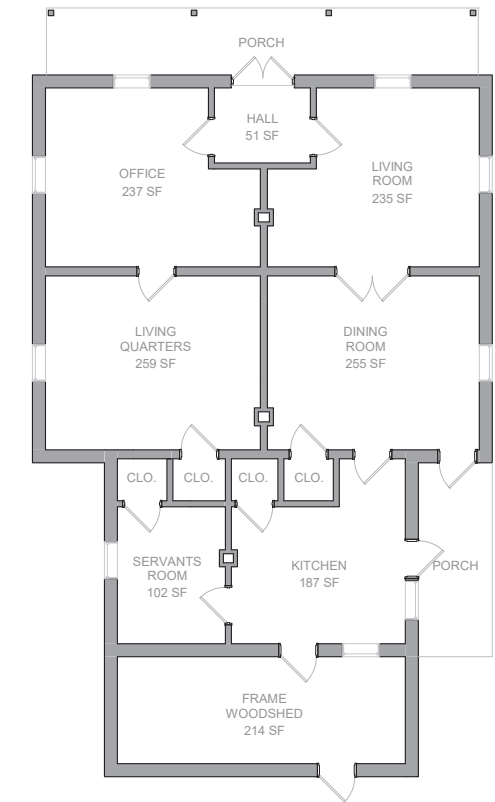 PORCH
HALL
51 SF
OFFICE
237 SF
LIVING
ROOM
235 SF
LIVING
QUARTERS
259 SF
DINING
ROOM
255 SF
CLO.
CLO.
CLO.
CLO.
SERVANTS
ROOM
102 SF
KITCHEN
187 SF
PORCH
FRAME
WOODSHED
214 SF